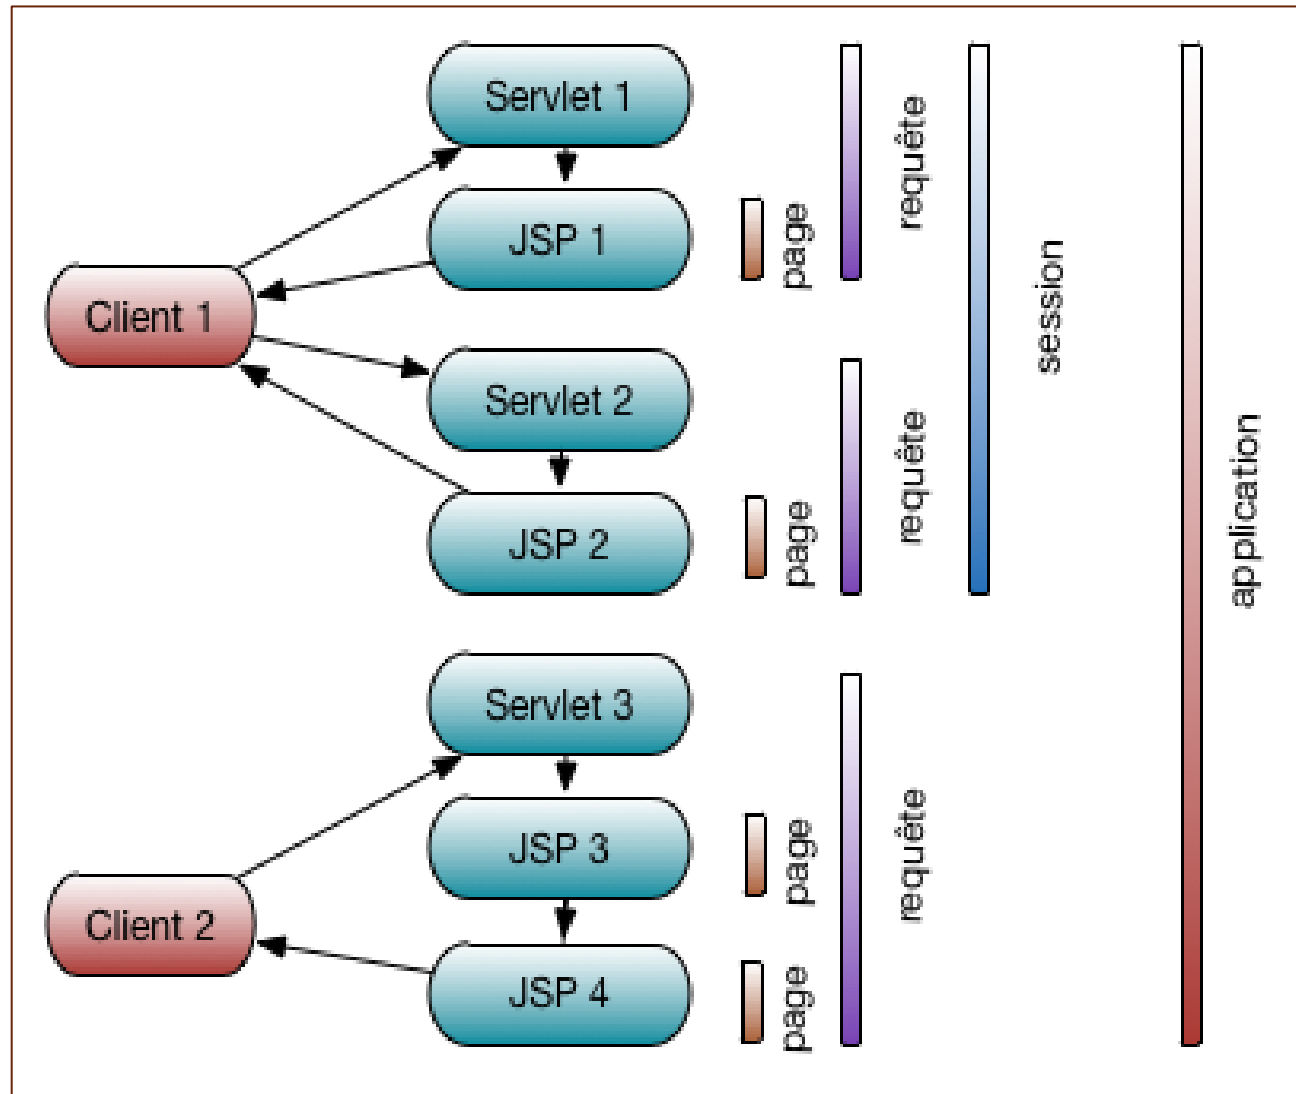 Servlet 1
JSP 1
Client 1
Servlet 2
JSP 2
Servlet 3
JSP 3
Client 2
JSP 4
page
requête
page
requête
session
page
page
requête
application